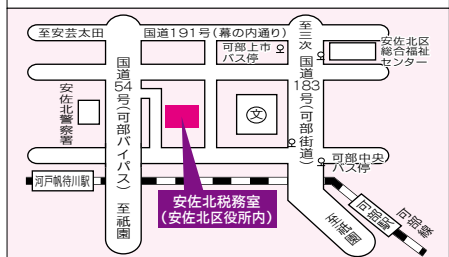 至安芸太田
国道191号(幕の内通り)
可部上市
バス停
至三次
国道183号(可部街道)
至祇園
安佐北区
総合福祉
センター
国道54号(可部バイパス)
至祇園
安佐北警察署
文
可部中央
バス停
河戸帆待川駅
安佐北税務室
(安佐北区役所内)
可部駅
可部線